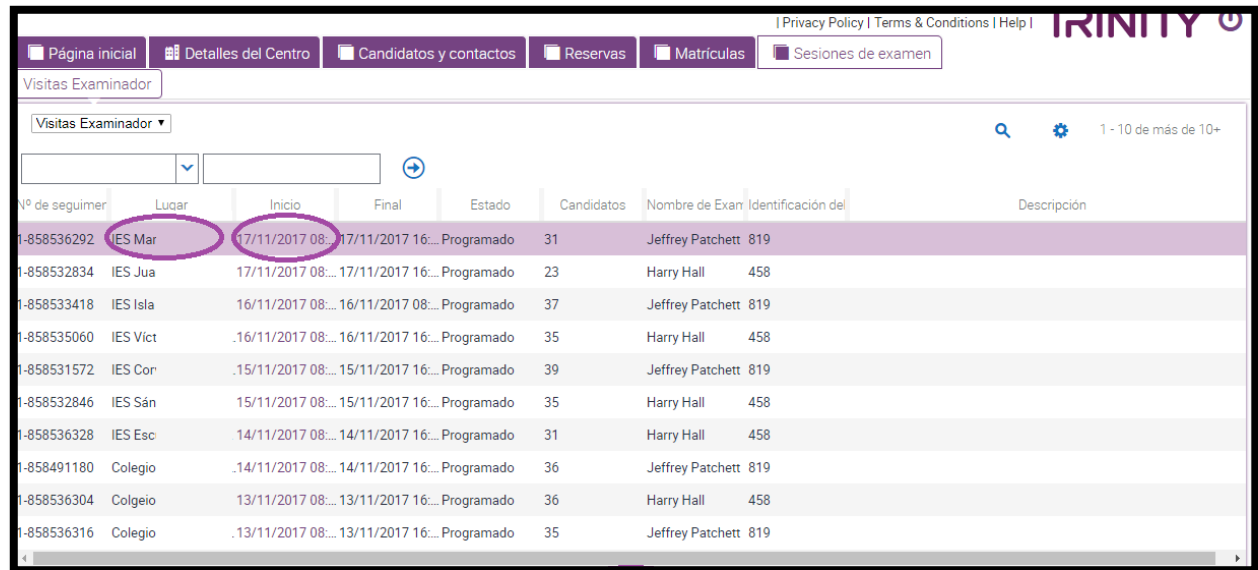 | Privacy Policy | Terms & Conditions | Help | TRINITY
Página inicial Detalles del Centro Candidatos y contactos Reservas Matrículas Sesiones de examen
Visitas Examinador
Visitas Examinador ▼
1 - 10 de más de 10+
Nº de seguimer Lugar Inicio Final Estado Candidatos Nombre de Exam Identificación del Descripción
1-858536292 IES Mar 17/11/2017 08:... 17/11/2017 16:... Programado 31 Jeffrey Patchett 819
1-858532834 IES Jua 17/11/2017 08:... 17/11/2017 16:... Programado 23 Harry Hall 458
1-858533418 IES Isla 16/11/2017 08:... 16/11/2017 08:... Programado 37 Jeffrey Patchett 819
1-858535060 IES Víct .16/11/2017 08:... 16/11/2017 16:... Programado 35 Harry Hall 458
1-858531572 IES Cor .15/11/2017 08:... 15/11/2017 16:... Programado 39 Jeffrey Patchett 819
1-858532846 IES Sán 15/11/2017 08:... 15/11/2017 16:... Programado 35 Harry Hall 458
1-858536328 IES Esc 14/11/2017 08:... 14/11/2017 16:... Programado 31 Harry Hall 458
1-858491180 Colegio .14/11/2017 08:... 14/11/2017 16:... Programado 36 Jeffrey Patchett 819
1-858536304 Colgeio 13/11/2017 08:... 13/11/2017 16:... Programado 36 Harry Hall 458
1-858536316 Colegio .13/11/2017 08:... 13/11/2017 16:... Programado 35 Jeffrey Patchett 819